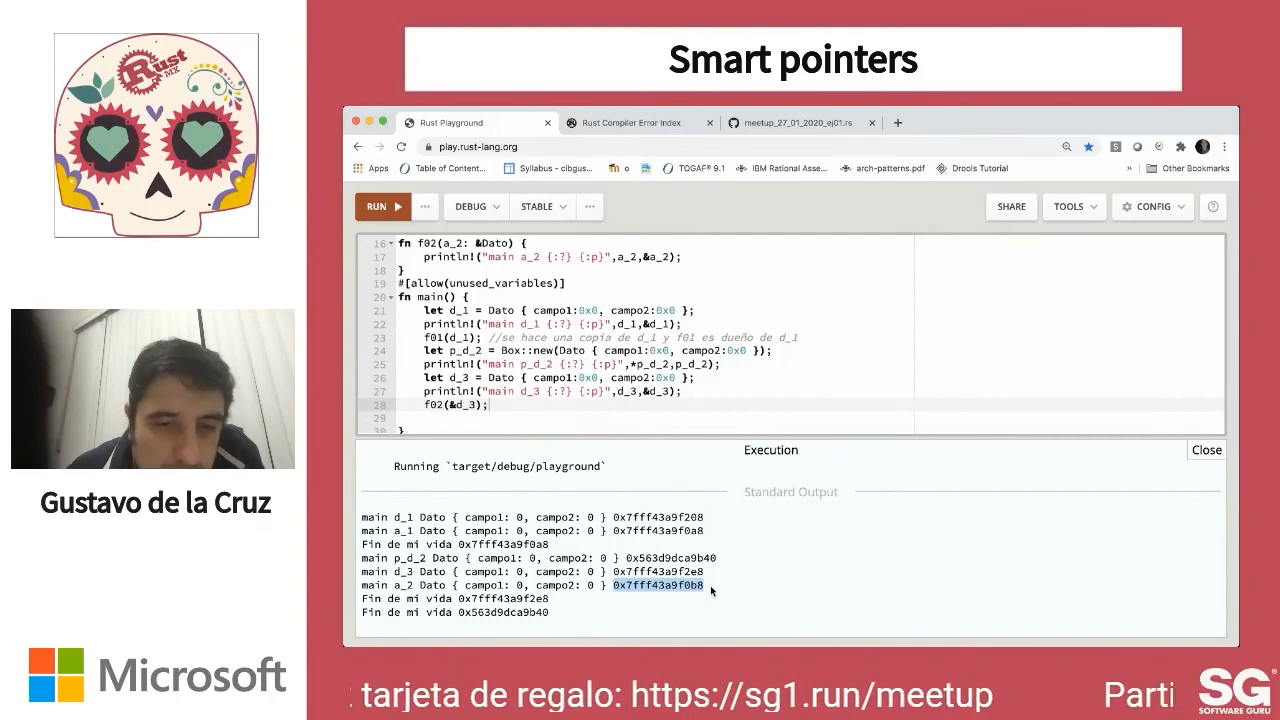 Smart pointers
Rust MX
Rust Playground
Rust Compiler Error Index
meetup_27_01_2020_ej01.rs
play.rust-lang.org
Apps
Table of Content...
Syllabus - cibgus...
TOGAF® 9.1
IBM Rational Asse...
arch-patterns.pdf
Drools Tutorial
»
Other Bookmarks
RUN
DEBUG
STABLE
SHARE
TOOLS
CONFIG
16 fn f02(a_2: &Dato) {
17 println!("main a_2 {:?} {:p}",a_2,&a_2);
18 }
19 #[allow(unused_variables)]
20 fn main() {
21 let d_1 = Dato { campo1:0x0, campo2:0x0 };
22 println!("main d_1 {:?} {:p}",d_1,&d_1);
23 f01(d_1); //se hace una copia de d_1 y f01 es dueño de d_1
24 let p_d_2 = Box::new(Dato { campo1:0x0, campo2:0x0 });
25 println!("main p_d_2 {:?} {:p}",*p_d_2,p_d_2);
26 let d_3 = Dato { campo1:0x0, campo2:0x0 };
27 println!("main d_3 {:?} {:p}",d_3,&d_3);
28 f02(&d_3);
29
30 }
Execution
Close
Running `target/debug/playground`
Standard Output
main d_1 Dato { campo1: 0, campo2: 0 } 0x7fff43a9f208
main a_1 Dato { campo1: 0, campo2: 0 } 0x7fff43a9f0a8
Fin de mi vida 0x7fff43a9f0a8
main p_d_2 Dato { campo1: 0, campo2: 0 } 0x563d9dca9b40
main d_3 Dato { campo1: 0, campo2: 0 } 0x7fff43a9f2e8
main a_2 Dato { campo1: 0, campo2: 0 } 0x7fff43a9f0b8
Fin de mi vida 0x7fff43a9f2e8
Fin de mi vida 0x563d9dca9b40
Gustavo de la Cruz
Microsoft
tarjeta de regalo: https://sg1.run/meetup
Parti
SG
SOFTWARE GURU